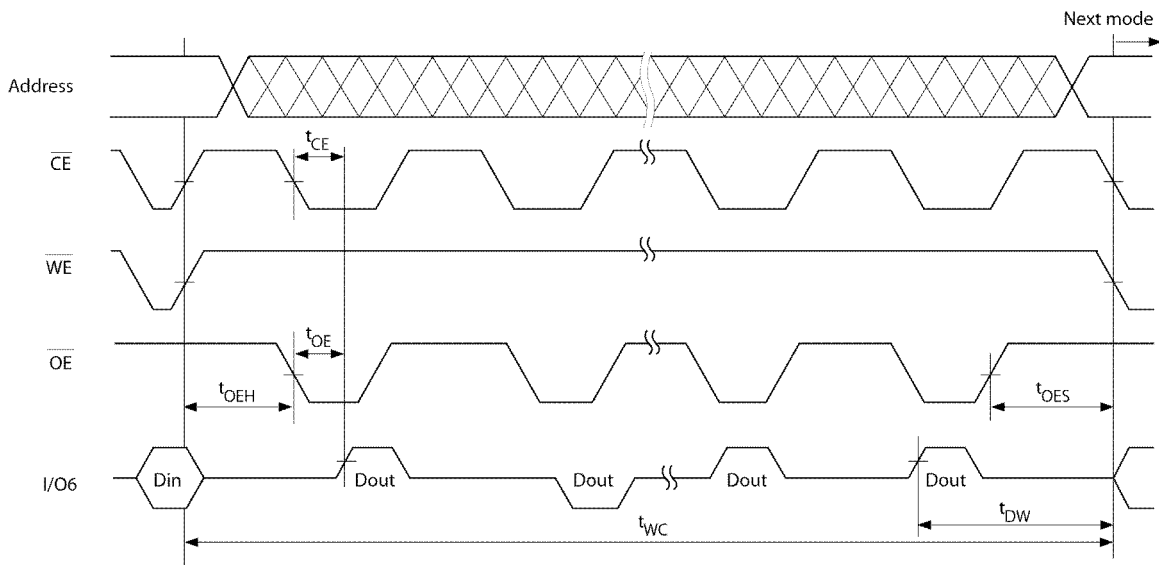 Next mode
Address
tCE
CE
WE
tOE
OE
tOEH
tOES
I/O6
Din
Dout
Dout
Dout
Dout
tDW
tWC